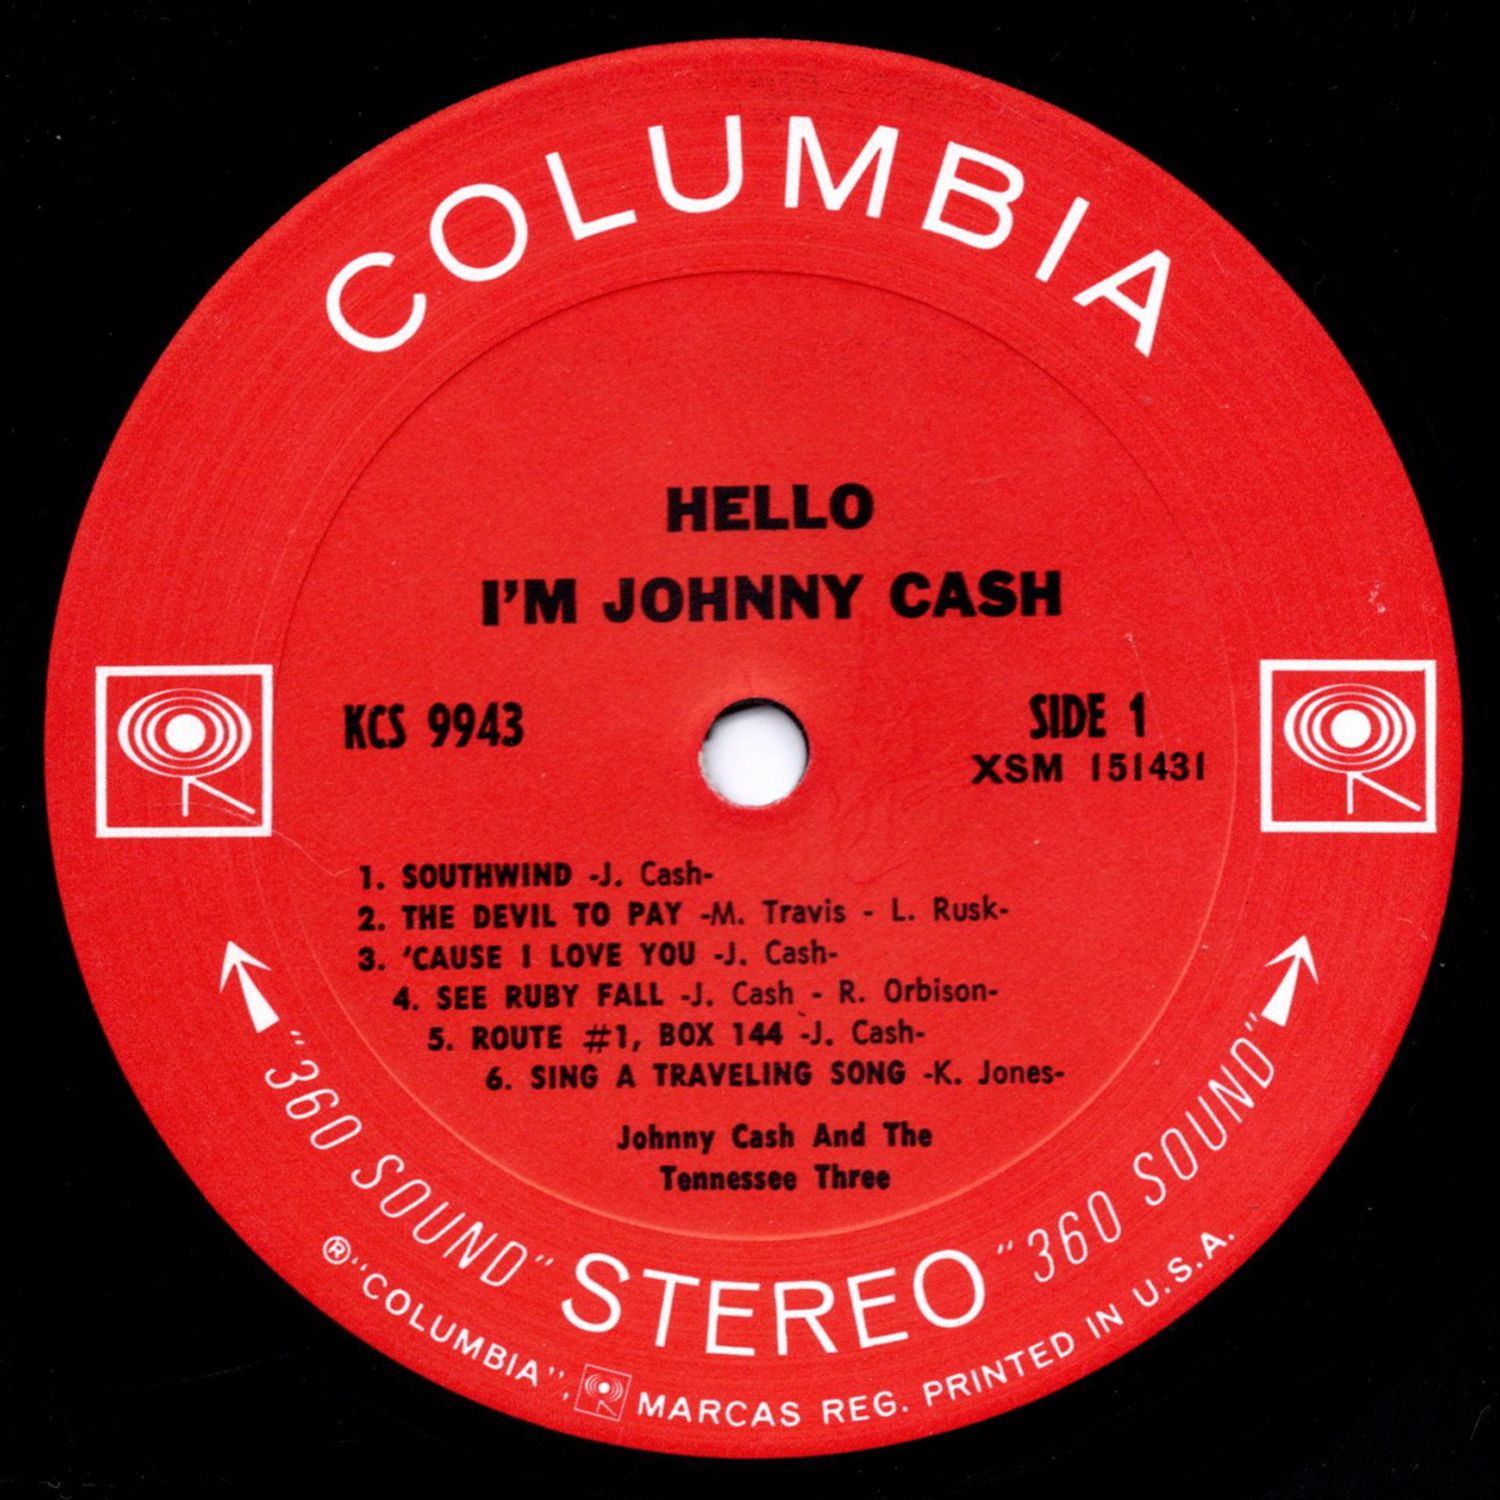 COLUMBIA
HELLO
I'M JOHNNY CASH
KCS 9943
SIDE 1
XSM 151431
1. SOUTHWIND -J. Cash-
2. THE DEVIL TO PAY -M. Travis - L. Rusk-
3. 'CAUSE I LOVE YOU -J. Cash-
4. SEE RUBY FALL -J. Cash - R. Orbison-
5. ROUTE #1, BOX 144 -J. Cash-
6. SING A TRAVELING SONG -K. Jones-
Johnny Cash And The
Tennessee Three
"360 SOUND" STEREO "360 SOUND"
®"COLUMBIA", MARCAS REG. PRINTED IN U.S.A.